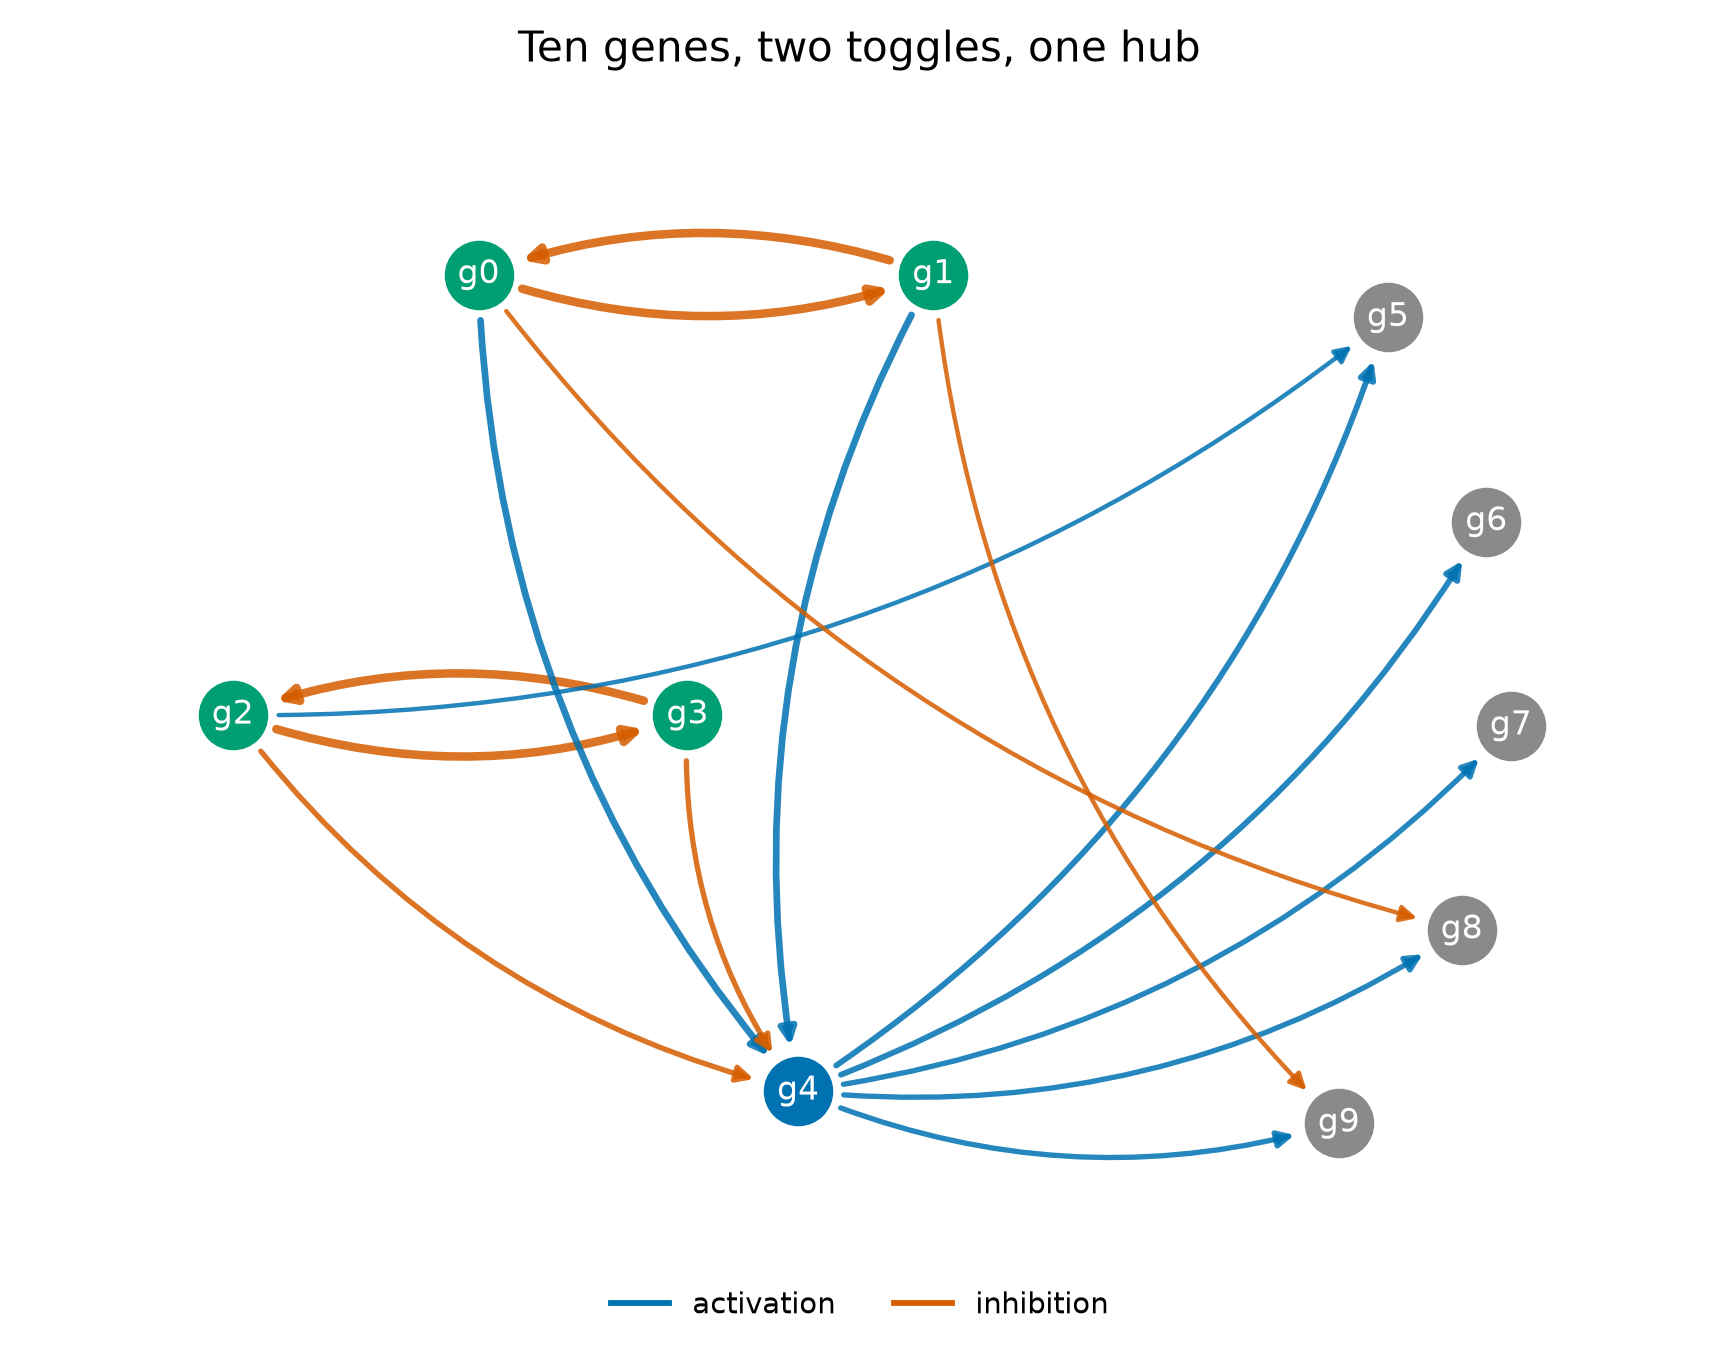 Ten genes, two toggles, one hub
g0
g1
g5
g6
g2
g3
g7
g8
g4
g9
activation
inhibition